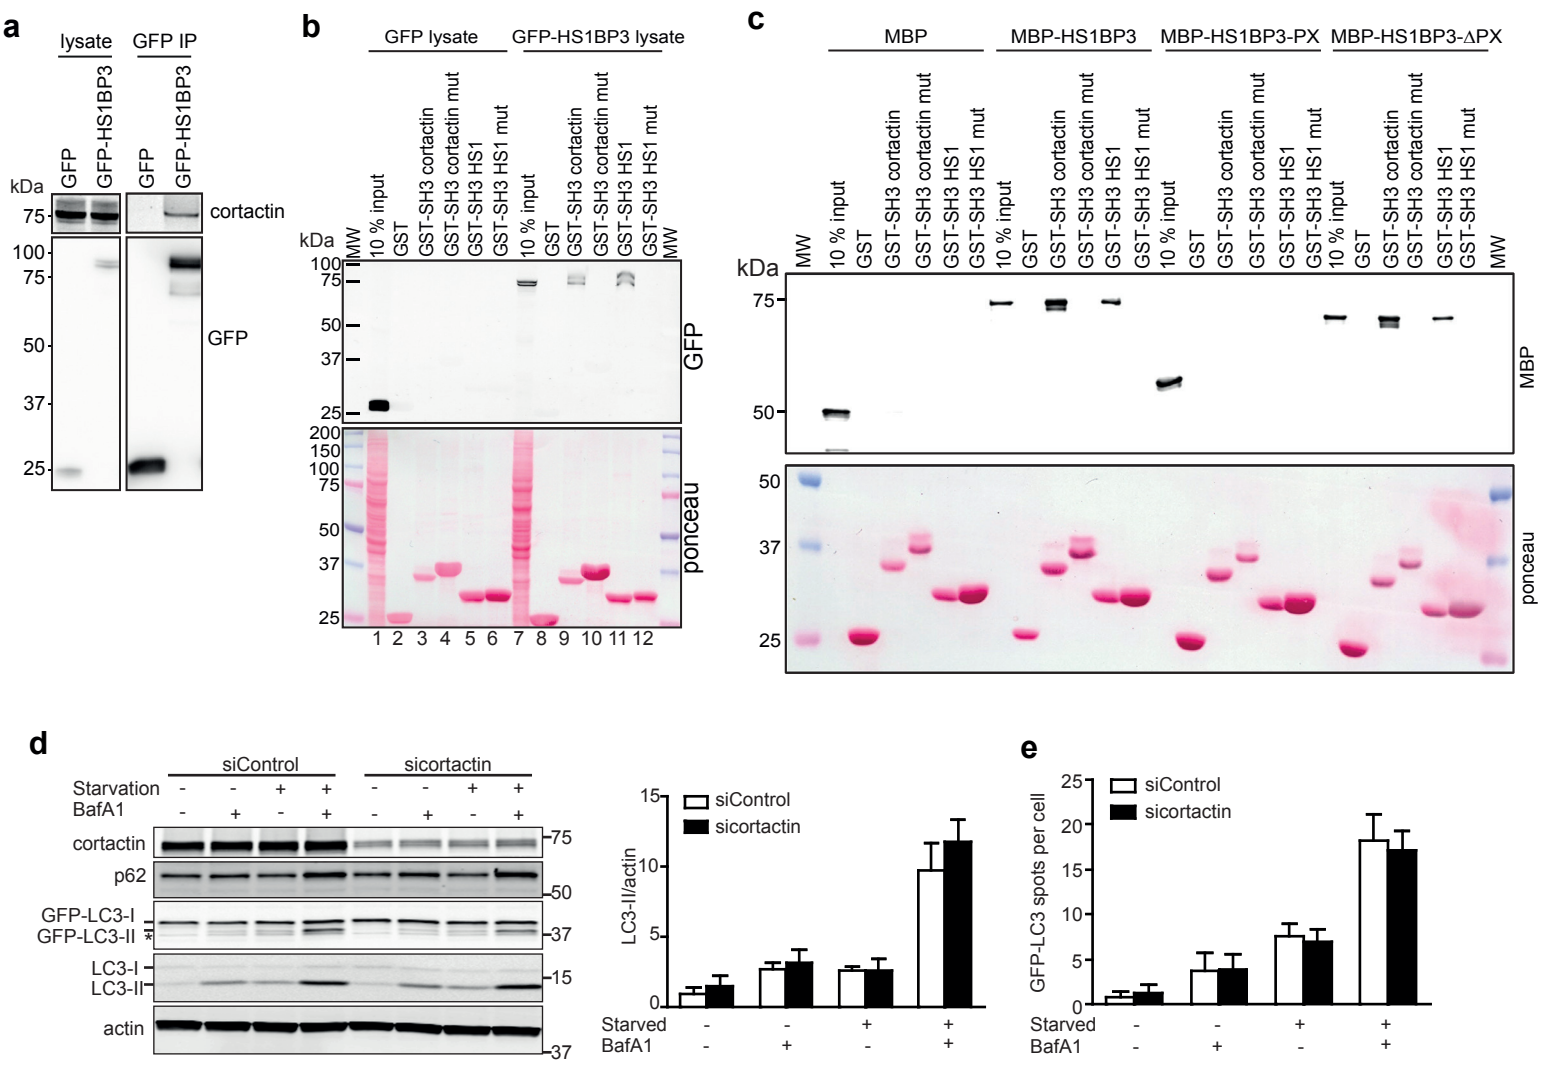 a
lysate GFP IP
GFP
GFP-HS1BP3
GFP
GFP-HS1BP3
kDa
75
cortactin
100
75
50
37
25
GFP
b
GFP lysate GFP-HS1BP3 lysate
kDa
MW
10 % input
GST
GST-SH3 cortactin
GST-SH3 cortactin mut
GST-SH3 HS1
GST-SH3 HS1 mut
10 % input
GST
GST-SH3 cortactin
GST-SH3 cortactin mut
GST-SH3 HS1
GST-SH3 HS1 mut
MW
100
75
50
37
25
GFP
200
150
100
75
50
37
25
ponceau
1 2 3 4 5 6 7 8 9 10 11 12
c
MBP MBP-HS1BP3 MBP-HS1BP3-PX MBP-HS1BP3-ΔPX
kDa
MW
10 % input
GST
GST-SH3 cortactin
GST-SH3 cortactin mut
GST-SH3 HS1
GST-SH3 HS1 mut
10 % input
GST
GST-SH3 cortactin
GST-SH3 cortactin mut
GST-SH3 HS1
GST-SH3 HS1 mut
10 % input
GST
GST-SH3 cortactin
GST-SH3 cortactin mut
GST-SH3 HS1
GST-SH3 HS1 mut
10 % input
GST
GST-SH3 cortactin
GST-SH3 cortactin mut
GST-SH3 HS1
GST-SH3 HS1 mut
MW
75
50
MBP
50
37
25
ponceau
d
siControl sicortactin
Starvation - - + + - - + +
BafA1 - + - + - + - +
cortactin 75
p62 50
GFP-LC3-I
GFP-LC3-II * 37
LC3-I 15
LC3-II
actin
37
LC3-II/actin
15
10
5
0
siControl
sicortactin
Starved - - + +
BafA1 - + - +
e
GFP-LC3 spots per cell
25
20
15
10
5
0
siControl
sicortactin
Starved - - + +
BafA1 - + - +